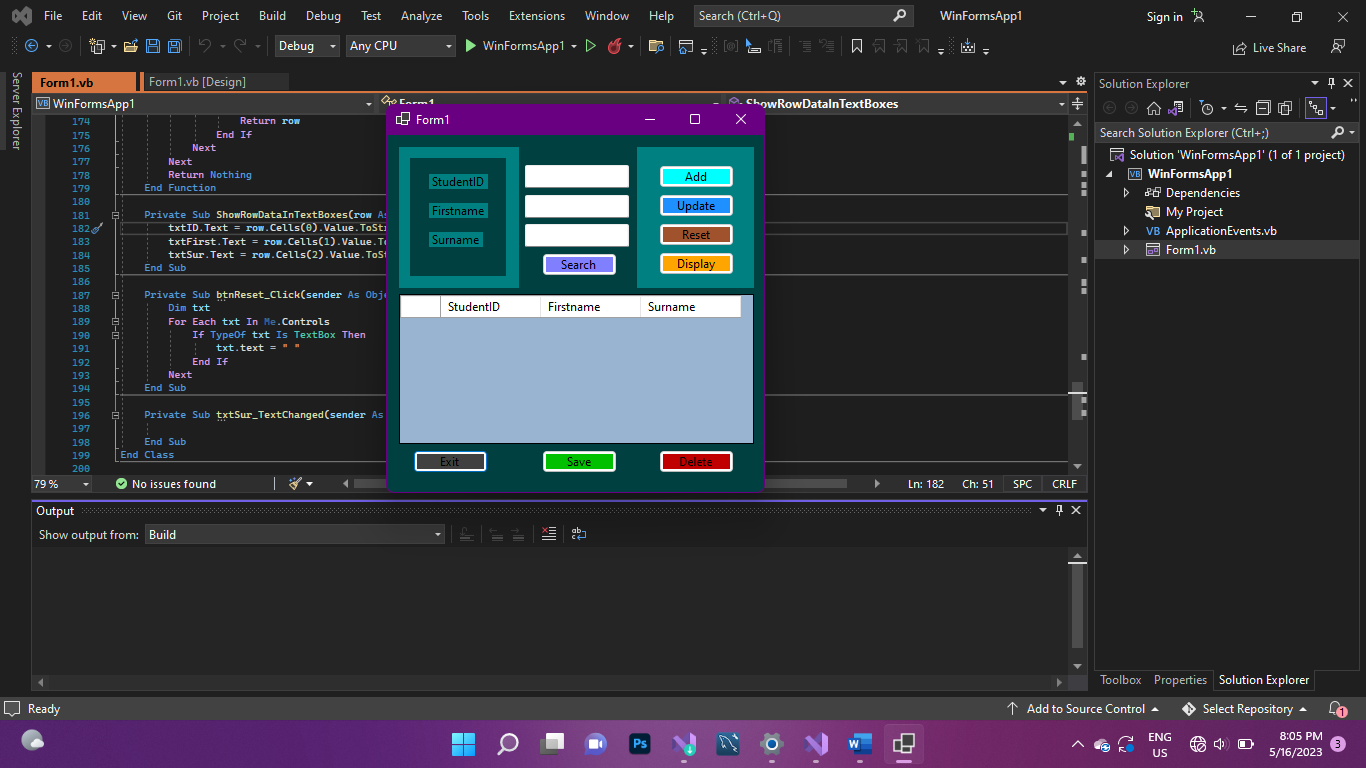 File Edit View Git Project Build Debug Test Analyze Tools Extensions Window Help Search (Ctrl+Q) WinFormsApp1 Sign in
Debug Any CPU WinFormsApp1 Live Share
Server Explorer
Form1.vb Form1.vb [Design]
VB WinFormsApp1 Form1 ShowRowDataInTextBoxes
174 Return row
175 End If
176 Next
177 Next
178 Return Nothing
179 End Function
180
181 Private Sub ShowRowDataInTextBoxes(row As
182 txtID.Text = row.Cells(0).Value.ToStr
183 txtFirst.Text = row.Cells(1).Value.To
184 txtSur.Text = row.Cells(2).Value.ToSt
185 End Sub
186
187 Private Sub btnReset_Click(sender As Obje
188 Dim txt
189 For Each txt In Me.Controls
190 If TypeOf txt Is TextBox Then
191 txt.text = " "
192 End If
193 Next
194 End Sub
195
196 Private Sub txtSur_TextChanged(sender As
197
198 End Sub
199 End Class
200
79 % No issues found Ln: 182 Ch: 51 SPC CRLF
Form1
StudentID
Firstname
Surname
Search
Add
Update
Reset
Display
StudentID Firstname Surname
Exit Save Delete
Output
Show output from: Build
Solution Explorer
Search Solution Explorer (Ctrl+;)
Solution 'WinFormsApp1' (1 of 1 project)
VB WinFormsApp1
Dependencies
My Project
VB ApplicationEvents.vb
Form1.vb
Toolbox Properties Solution Explorer
Ready Add to Source Control Select Repository 1
Ps W ENG
US
8:05 PM
5/16/2023
3